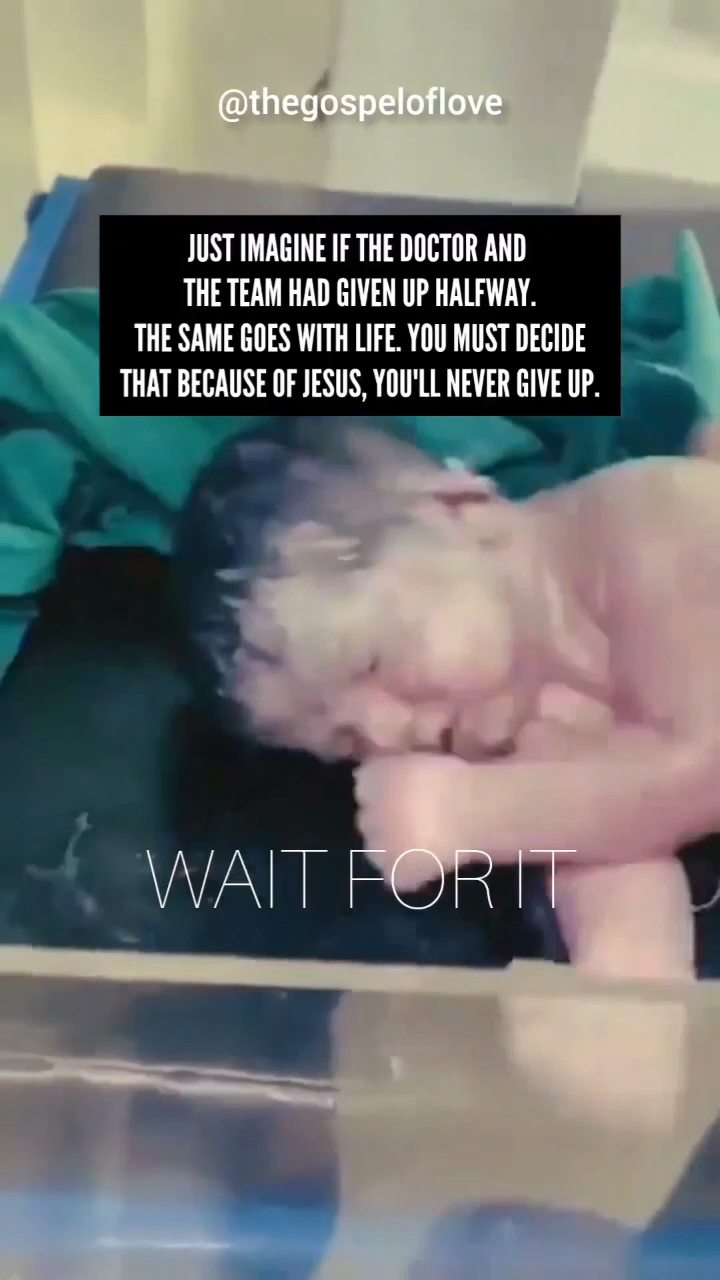 @thegospeloflove
JUST IMAGINE IF THE DOCTOR AND
THE TEAM HAD GIVEN UP HALFWAY.
THE SAME GOES WITH LIFE. YOU MUST DECIDE
THAT BECAUSE OF JESUS, YOU'LL NEVER GIVE UP.
WAIT FOR IT